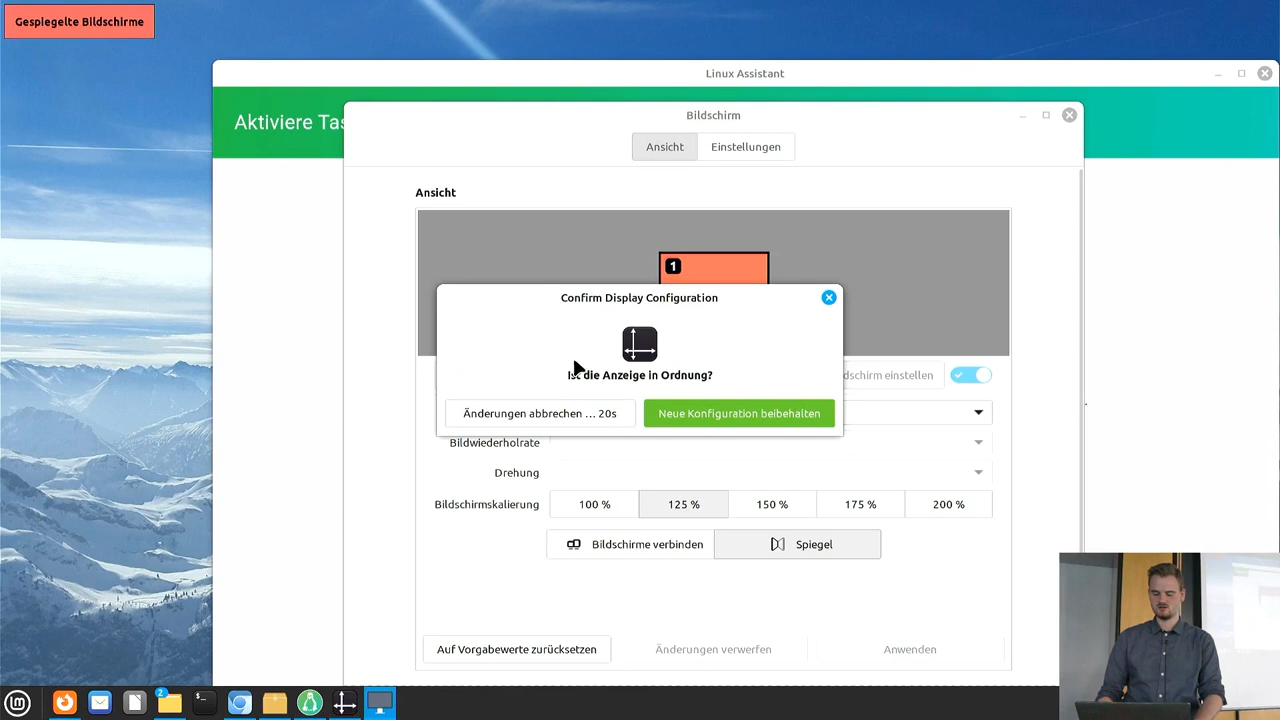 Gespiegelte Bildschirme
Linux Assistant
Aktiviere Tas
Bildschirm
Ansicht
Einstellungen
Ansicht
1
Confirm Display Configuration
Ist die Anzeige in Ordnung?
dschirm einstellen
Änderungen abbrechen ... 20s
Neue Konfiguration beibehalten
Bildwiederholrate
Drehung
Bildschirmskalierung
100 %
125 %
150 %
175 %
200 %
Bildschirme verbinden
Spiegel
Auf Vorgabewerte zurücksetzen
Änderungen verwerfen
Anwenden
2